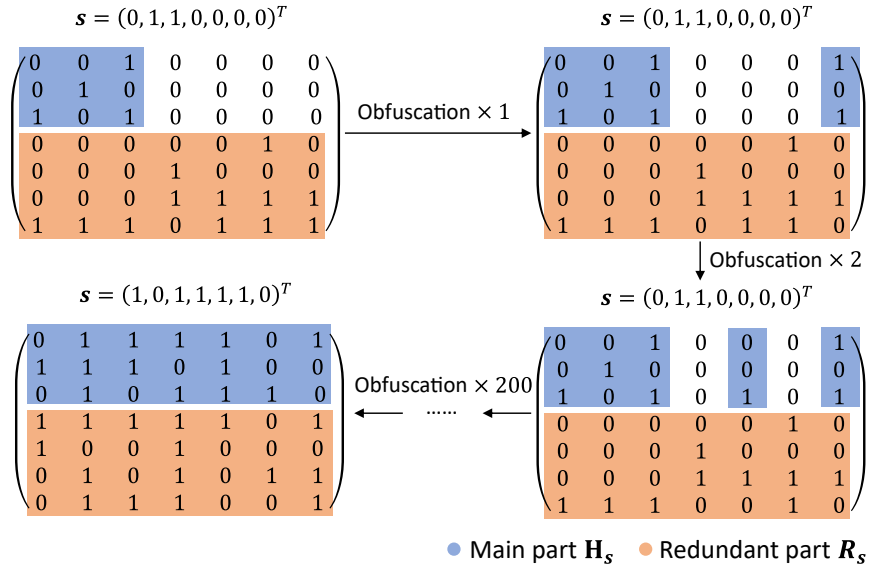 s = (0, 1, 1, 0, 0, 0, 0)^T
0 0 1 0 0 0 0
0 1 0 0 0 0 0
1 0 1 0 0 0 0
0 0 0 0 0 1 0
0 0 0 1 0 0 0
0 0 0 1 1 1 1
1 1 1 0 1 1 1
Obfuscation × 1
s = (0, 1, 1, 0, 0, 0, 0)^T
0 0 1 0 0 0 1
0 1 0 0 0 0 0
1 0 1 0 0 0 1
0 0 0 0 0 1 0
0 0 0 1 0 0 0
0 0 0 1 1 1 1
1 1 1 0 1 1 0
Obfuscation × 2
s = (0, 1, 1, 0, 0, 0, 0)^T
0 0 1 0 0 0 1
0 1 0 0 0 0 0
1 0 1 0 1 0 1
0 0 0 0 0 1 0
0 0 0 1 0 0 0
0 0 0 1 1 1 1
1 1 1 0 0 1 0
Obfuscation × 200
......
s = (1, 0, 1, 1, 1, 1, 0)^T
0 1 1 1 1 0 1
1 1 1 0 1 0 0
0 1 0 1 1 1 0
1 1 1 1 1 0 1
1 0 0 1 0 0 0
0 1 0 1 0 1 1
0 1 1 1 0 0 1
Main part H_s
Redundant part R_s